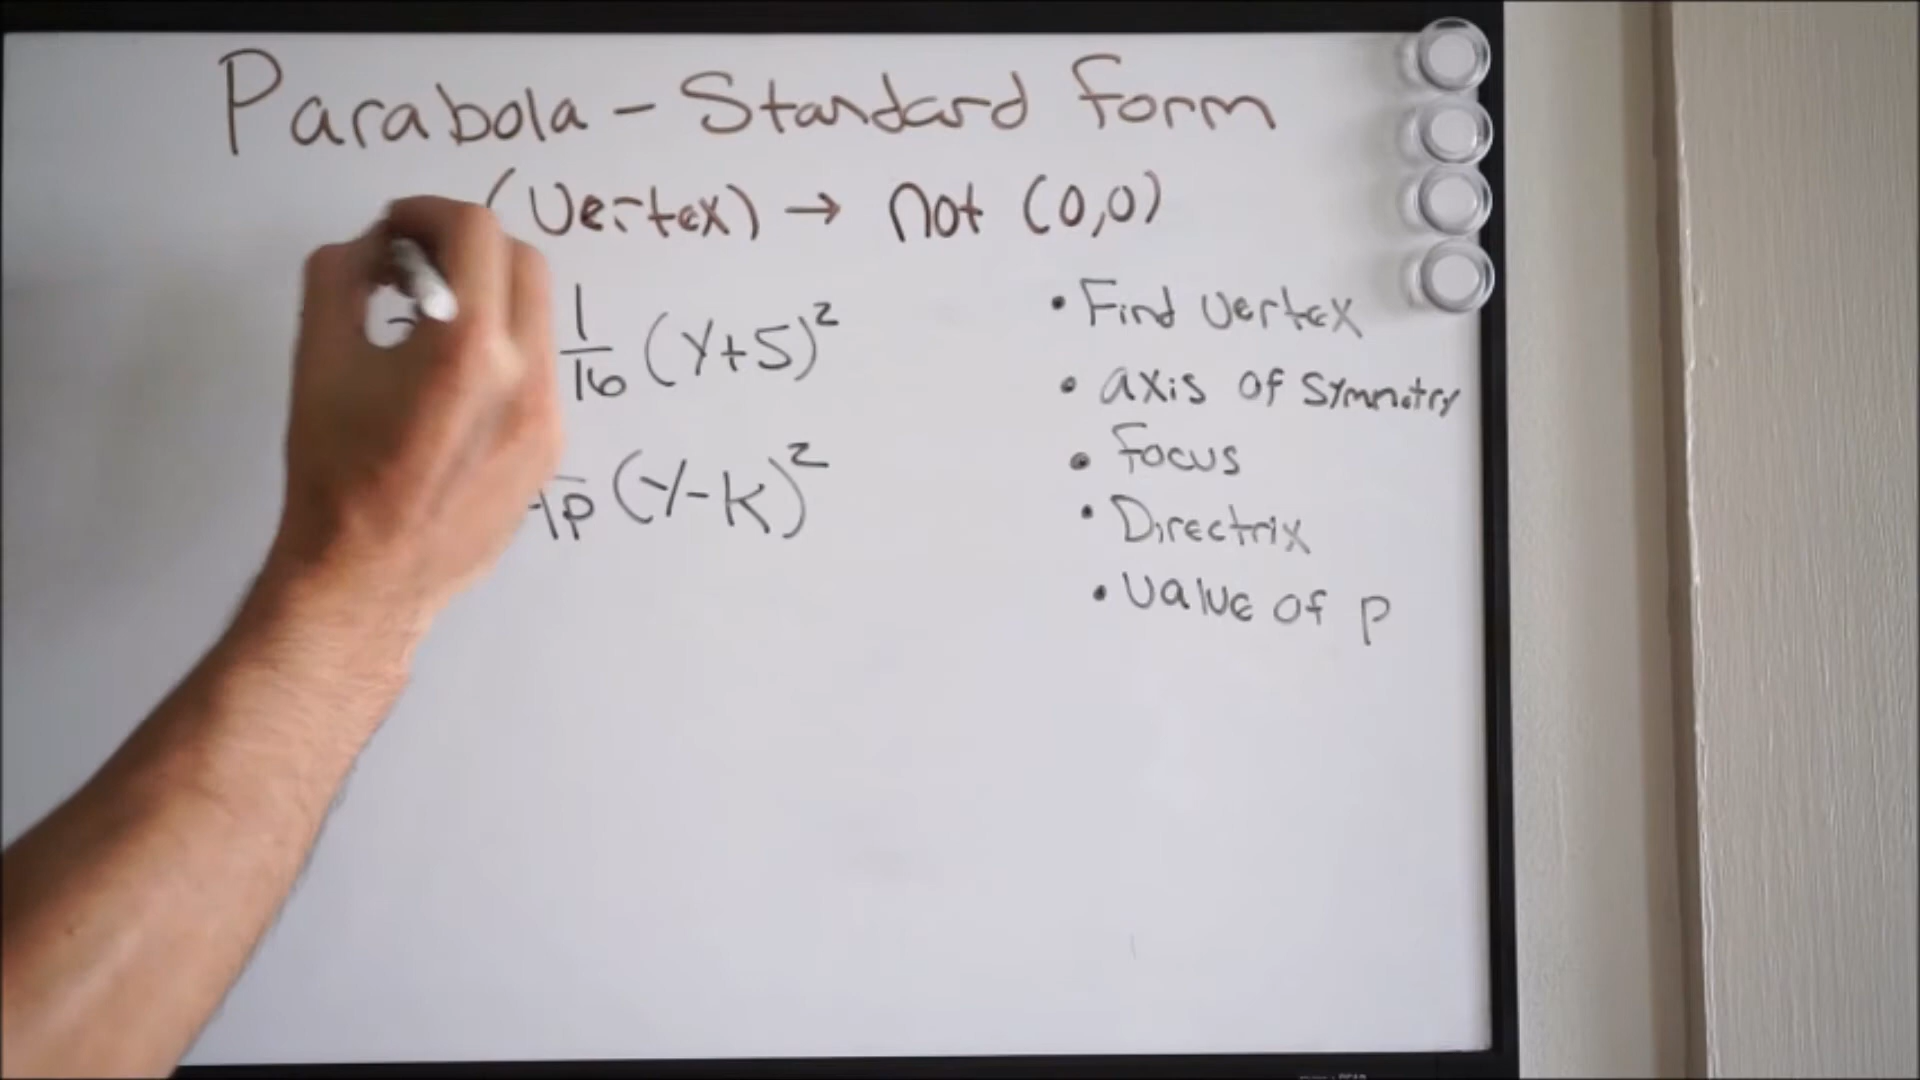 Parabola - Standard form
(Vertex) → not (0,0)
1/16 (y+5)²
p (y-k)²
• Find Vertex
• axis of Symmetry
• focus
• Directrix
• Value of p